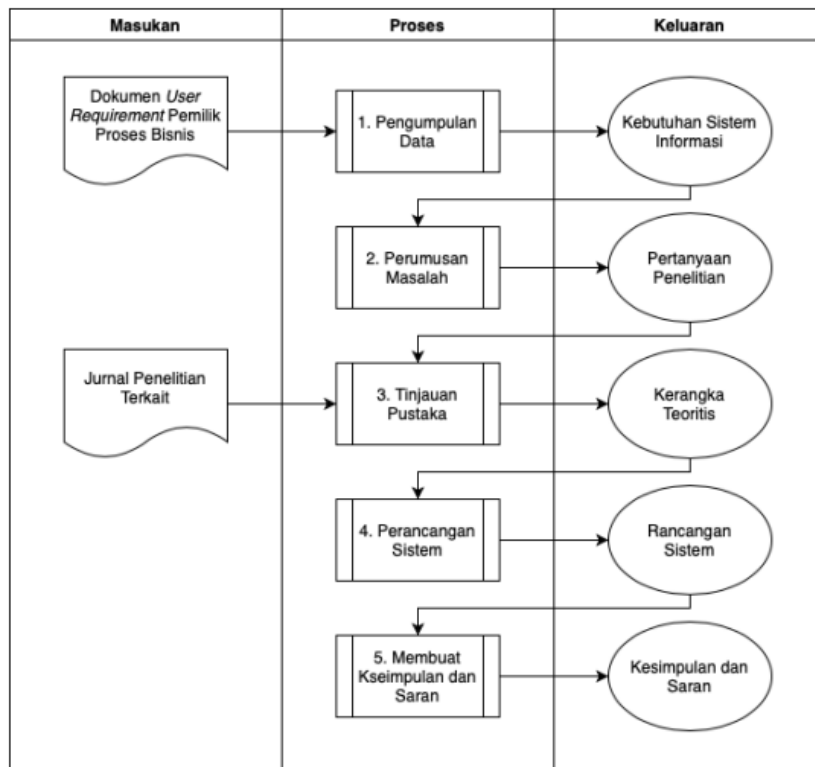 Masukan
Proses
Keluaran
Dokumen User
Requirement Pemilik
Proses Bisnis
1. Pengumpulan
Data
Kebutuhan Sistem
Informasi
2. Perumusan
Masalah
Pertanyaan
Penelitian
Jurnal Penelitian
Terkait
3. Tinjauan
Pustaka
Kerangka
Teoritis
4. Perancangan
Sistem
Rancangan
Sistem
5. Membuat
Kseimpulan dan
Saran
Kesimpulan dan
Saran